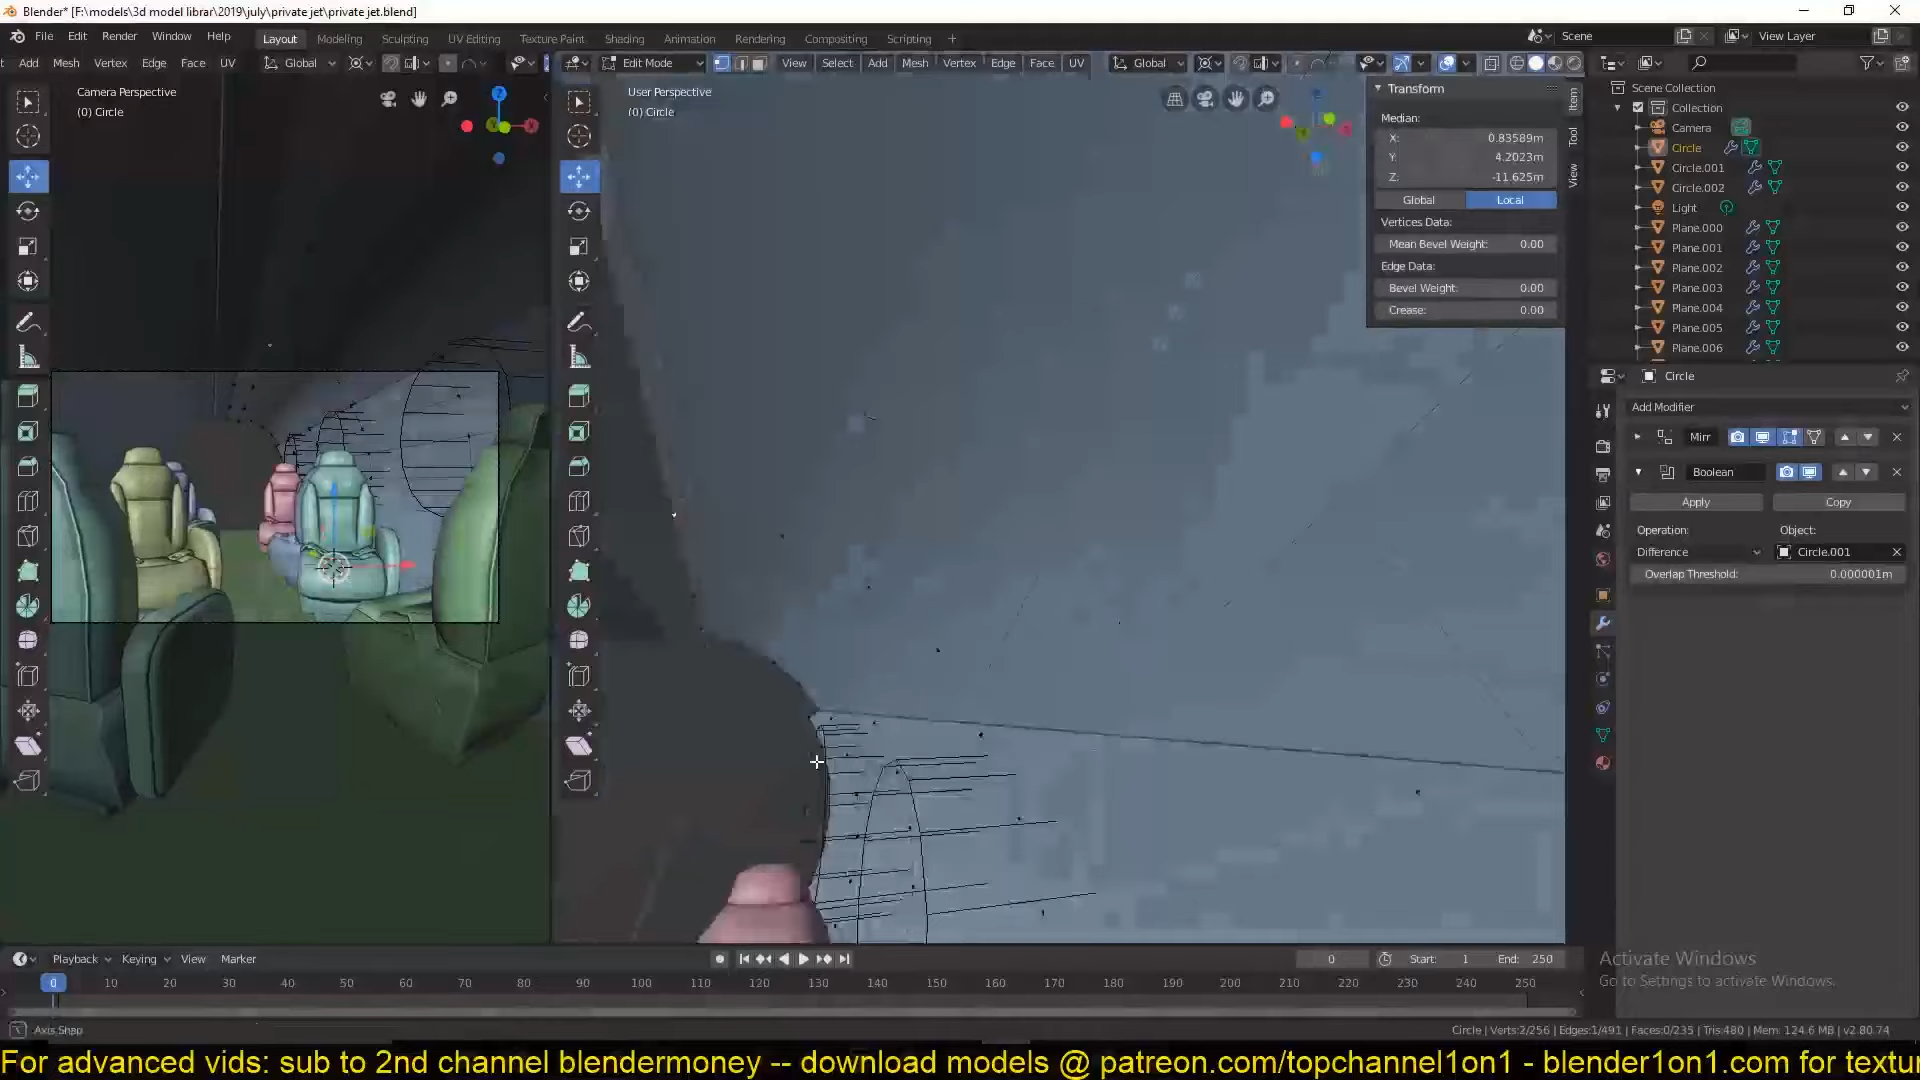 Blender* [F:\models\3d model librar\2019\july\private jet\private jet.blend]
File Edit Render Window Help
Layout Modeling Sculpting UV Editing Texture Paint Shading Animation Rendering Compositing Scripting +
Scene
View Layer
Add Mesh Vertex Edge Face UV Global
Edit Mode View Select Add Mesh Vertex Edge Face UV Global
Camera Perspective
(0) Circle
User Perspective
(0) Circle
Transform
Median:
X: 0.83589m
Y: 4.2023m
Z: -11.625m
Global Local
Vertices Data:
Mean Bevel Weight: 0.00
Edge Data:
Bevel Weight: 0.00
Crease: 0.00
Item
Tool
View
Scene Collection
Collection
Camera
Circle
Circle.001
Circle.002
Light
Plane.000
Plane.001
Plane.002
Plane.003
Plane.004
Plane.005
Plane.006
Circle
Add Modifier
Mirr
Boolean
Apply Copy
Operation: Object:
Difference Circle.001
Overlap Threshold: 0.000001m
Playback Keying View Marker
0 Start: 1 End: 250
0 10 20 30 40 50 60 70 80 90 100 110 120 130 140 150 160 170 180 190 200 210 220 230 240 250
Activate Windows
Go to Settings to activate Windows.
Axis Snap
Circle | Verts:2/256 | Edges:1/491 | Faces:0/235 | Tris:480 | Mem: 124.6 MB | v2.80.74
For advanced vids: sub to 2nd channel blendermoney -- download models @ patreon.com/topchannel1on1 - blender1on1.com for textur